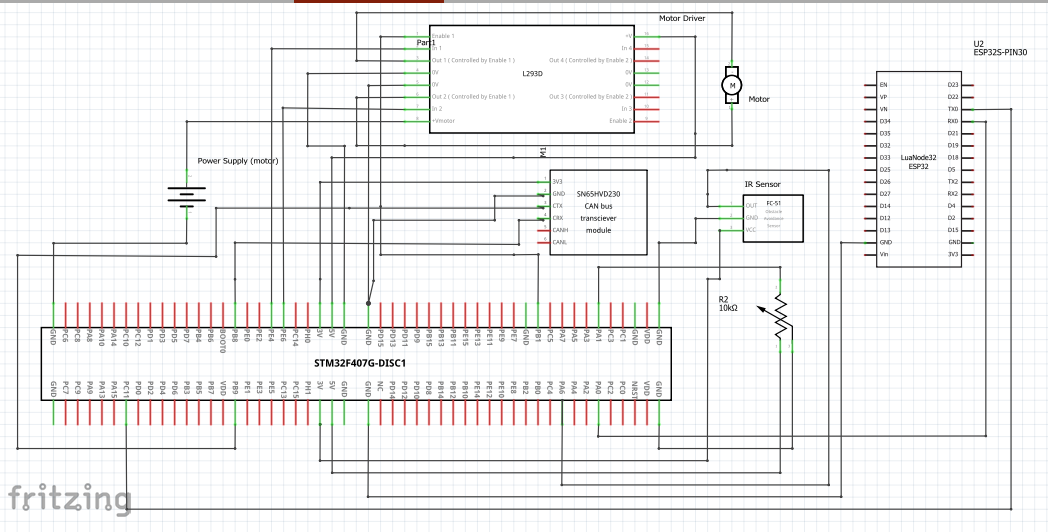 Motor Driver
Part1
Enable 1
In 1
Out 1 ( Controlled by Enable 1 )
0V
0V
Out 2 ( Controlled by Enable 1 )
In 2
+Vmotor
L293D
+V
In 4
Out 4 ( Controlled by Enable 2 )
0V
0V
Out 3 ( Controlled by Enable 2 )
In 3
Enable 2
M
Motor
U2
ESP32S-PIN30
EN
VP
VN
D34
D35
D32
D33
D25
D26
D27
D14
D12
D13
GND
Vin
LuaNode32
ESP32
D23
D22
TX0
RX0
D21
D19
D18
D5
TX2
RX2
D4
D2
D15
GND
3V3
Power Supply (motor)
M1
3V3
GND
CTX
CRX
CANH
CANL
SN65HVD230
CAN bus
transciever
module
IR Sensor
OUT
GND
VCC
FC-51
Obstacle
Avoidance
Sensor
R2
10kΩ
GND
PC6
PC8
PA8
PA10
PA14
PC10
PC12
PD1
PD3
PD5
PD7
PB4
PB6
BOOT0
PB8
PE0
PE2
PE4
PE6
PC14
PH0
3V
5V
GND
GND
PD15
PD13
PD11
PD9
PB15
PB13
PB11
PE15
PE13
PE11
PE9
PE7
GND
PB1
PC5
PA7
PA5
PA3
PA1
PC3
PC1
GND
VDD
GND
STM32F407G-DISC1
GND
PC7
PC9
PA9
PA13
PA15
PC11
PD0
PD2
PD4
PD6
PB3
PB5
PB7
VDD
PB9
PE1
PE3
PE5
PC13
PC15
PH1
3V
5V
GND
GND
NC
PD14
PD12
PD10
PD8
PB14
PB12
PB10
PE14
PE12
PE10
PE8
PB2
PB0
PC4
PA6
PA4
PA2
PA0
PC2
PC0
NRST
VDD
GND
fritzing